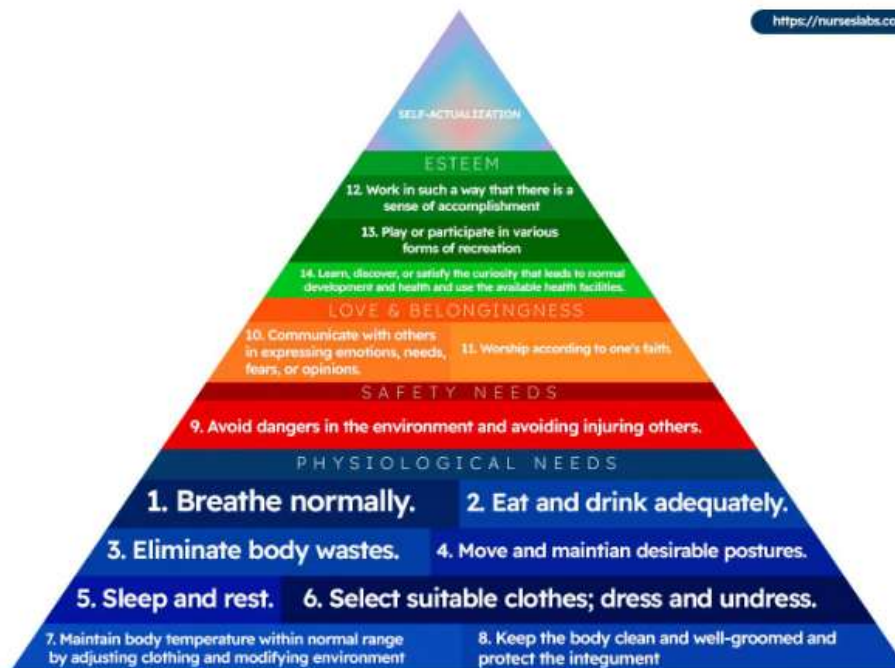 https://nurseslabs.co
SELF-ACTUALIZATION
ESTEEM
12. Work in such a way that there is a
sense of accomplishment
13. Play or participate in various
forms of recreation
14. Learn, discover, or satisfy the curiosity that leads to normal
development and health and use the available health facilities.
LOVE & BELONGINGNESS
10. Communicate with others
in expressing emotions, needs,
fears, or opinions.
11. Worship according to one's faith.
SAFETY NEEDS
9. Avoid dangers in the environment and avoiding injuring others.
PHYSIOLOGICAL NEEDS
1. Breathe normally.
2. Eat and drink adequately.
3. Eliminate body wastes.
4. Move and maintian desirable postures.
5. Sleep and rest.
6. Select suitable clothes; dress and undress.
7. Maintain body temperature within normal range
by adjusting clothing and modifying environment
8. Keep the body clean and well-groomed and
protect the integument